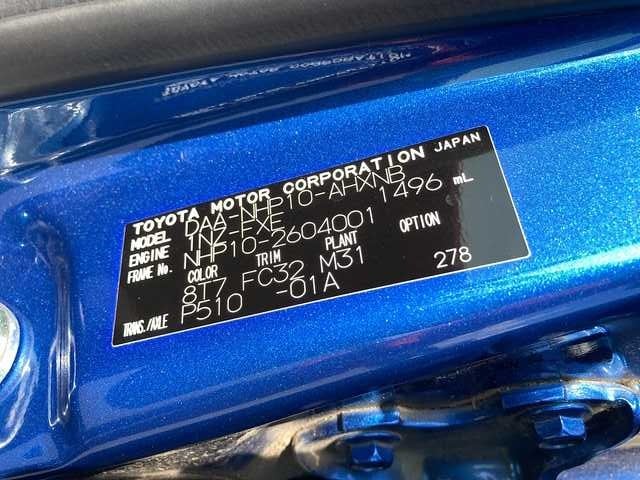 TOYOTA MOTOR CORPORATION JAPAN
MODEL DAA-NHP10-AHXNB
ENGINE 1NZ-FXE 1496 mL
FRAME No. NHP10-2604001
COLOR TRIM PLANT OPTION
8T7 FC32 M31
TRANS./AXLE P510 -01A 278